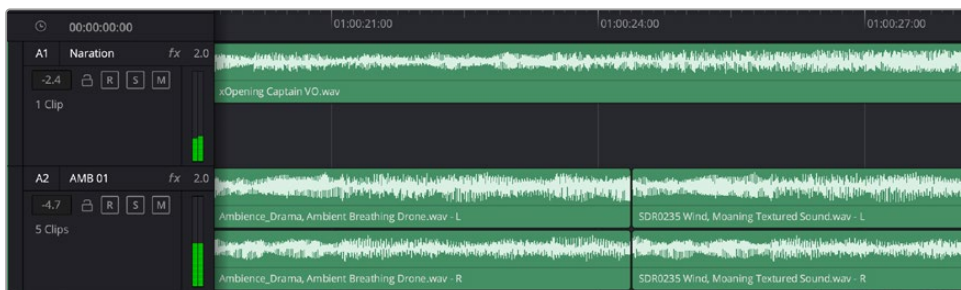 00:00:00:00 01:00:21:00 01:00:24:00 01:00:27:00
A1 Naration fx 2.0
-2.4 R S M
xOpening Captain VO.wav
1 Clip
A2 AMB 01 fx 2.0
-4.7 R S M
Ambience_Drama, Ambient Breathing Drone.wav - L SDR0235 Wind, Moaning Textured Sound.wav - L
5 Clips
Ambience_Drama, Ambient Breathing Drone.wav - R SDR0235 Wind, Moaning Textured Sound.wav - R